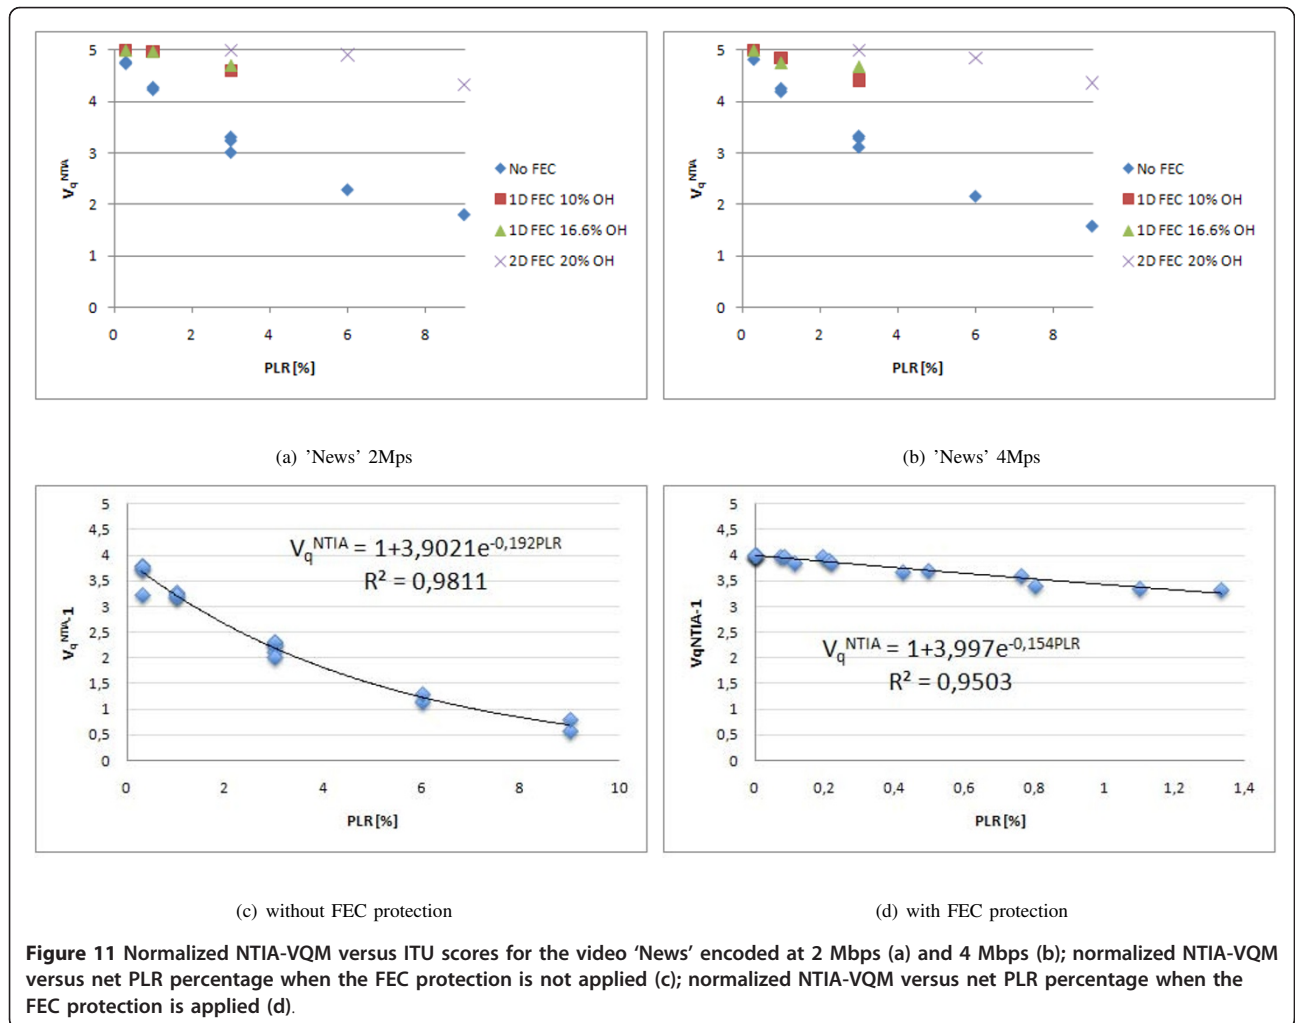 5
4
3
2
1
0
0 2 4 6 8
Vq^NTIA
PLR [%]
No FEC
1D FEC 10% OH
1D FEC 16.6% OH
2D FEC 20% OH
(a) 'News' 2Mps
5
4
3
2
1
0
0 2 4 6 8
Vq^NTIA
PLR [%]
No FEC
1D FEC 10% OH
1D FEC 16.6% OH
2D FEC 20% OH
(b) 'News' 4Mps
5
4,5
4
3,5
3
2,5
2
1,5
1
0,5
0
0 2 4 6 8 10
Vq^NTIA-1
PLR [%]
Vq^NTIA = 1+3,9021e^-0,192PLR
R² = 0,9811
(c) without FEC protection
5
4,5
4
3,5
3
2,5
2
1,5
1
0,5
0
0 0,2 0,4 0,6 0,8 1 1,2 1,4
VqNTIA-1
PLR [%]
Vq^NTIA = 1+3,997e^-0,154PLR
R² = 0,9503
(d) with FEC protection
Figure 11 Normalized NTIA-VQM versus ITU scores for the video 'News' encoded at 2 Mbps (a) and 4 Mbps (b); normalized NTIA-VQM
versus net PLR percentage when the FEC protection is not applied (c); normalized NTIA-VQM versus net PLR percentage when the
FEC protection is applied (d).